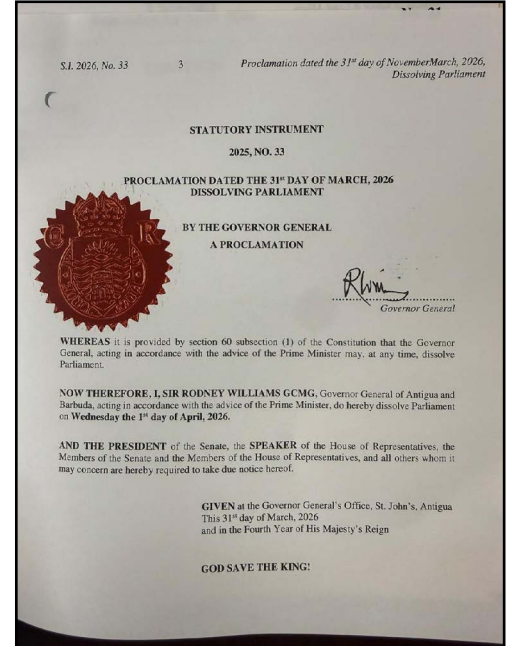 S.I. 2026, No. 33 3 Proclamation dated the 31st day of NovemberMarch, 2026,
Dissolving Parliament
STATUTORY INSTRUMENT
2025, NO. 33
PROCLAMATION DATED THE 31st DAY OF MARCH, 2026
DISSOLVING PARLIAMENT
BY THE GOVERNOR GENERAL
A PROCLAMATION
G R
Governor General
WHEREAS it is provided by section 60 subsection (1) of the Constitution that the Governor
General, acting in accordance with the advice of the Prime Minister may, at any time, dissolve
Parliament.
NOW THEREFORE, I, SIR RODNEY WILLIAMS GCMG, Governor General of Antigua and
Barbuda, acting in accordance with the advice of the Prime Minister, do hereby dissolve Parliament
on Wednesday the 1st day of April, 2026.
AND THE PRESIDENT of the Senate, the SPEAKER of the House of Representatives, the
Members of the Senate and the Members of the House of Representatives, and all others whom it
may concern are hereby required to take due notice hereof.
GIVEN at the Governor General's Office, St. John's, Antigua
This 31st day of March, 2026
and in the Fourth Year of His Majesty's Reign
GOD SAVE THE KING!